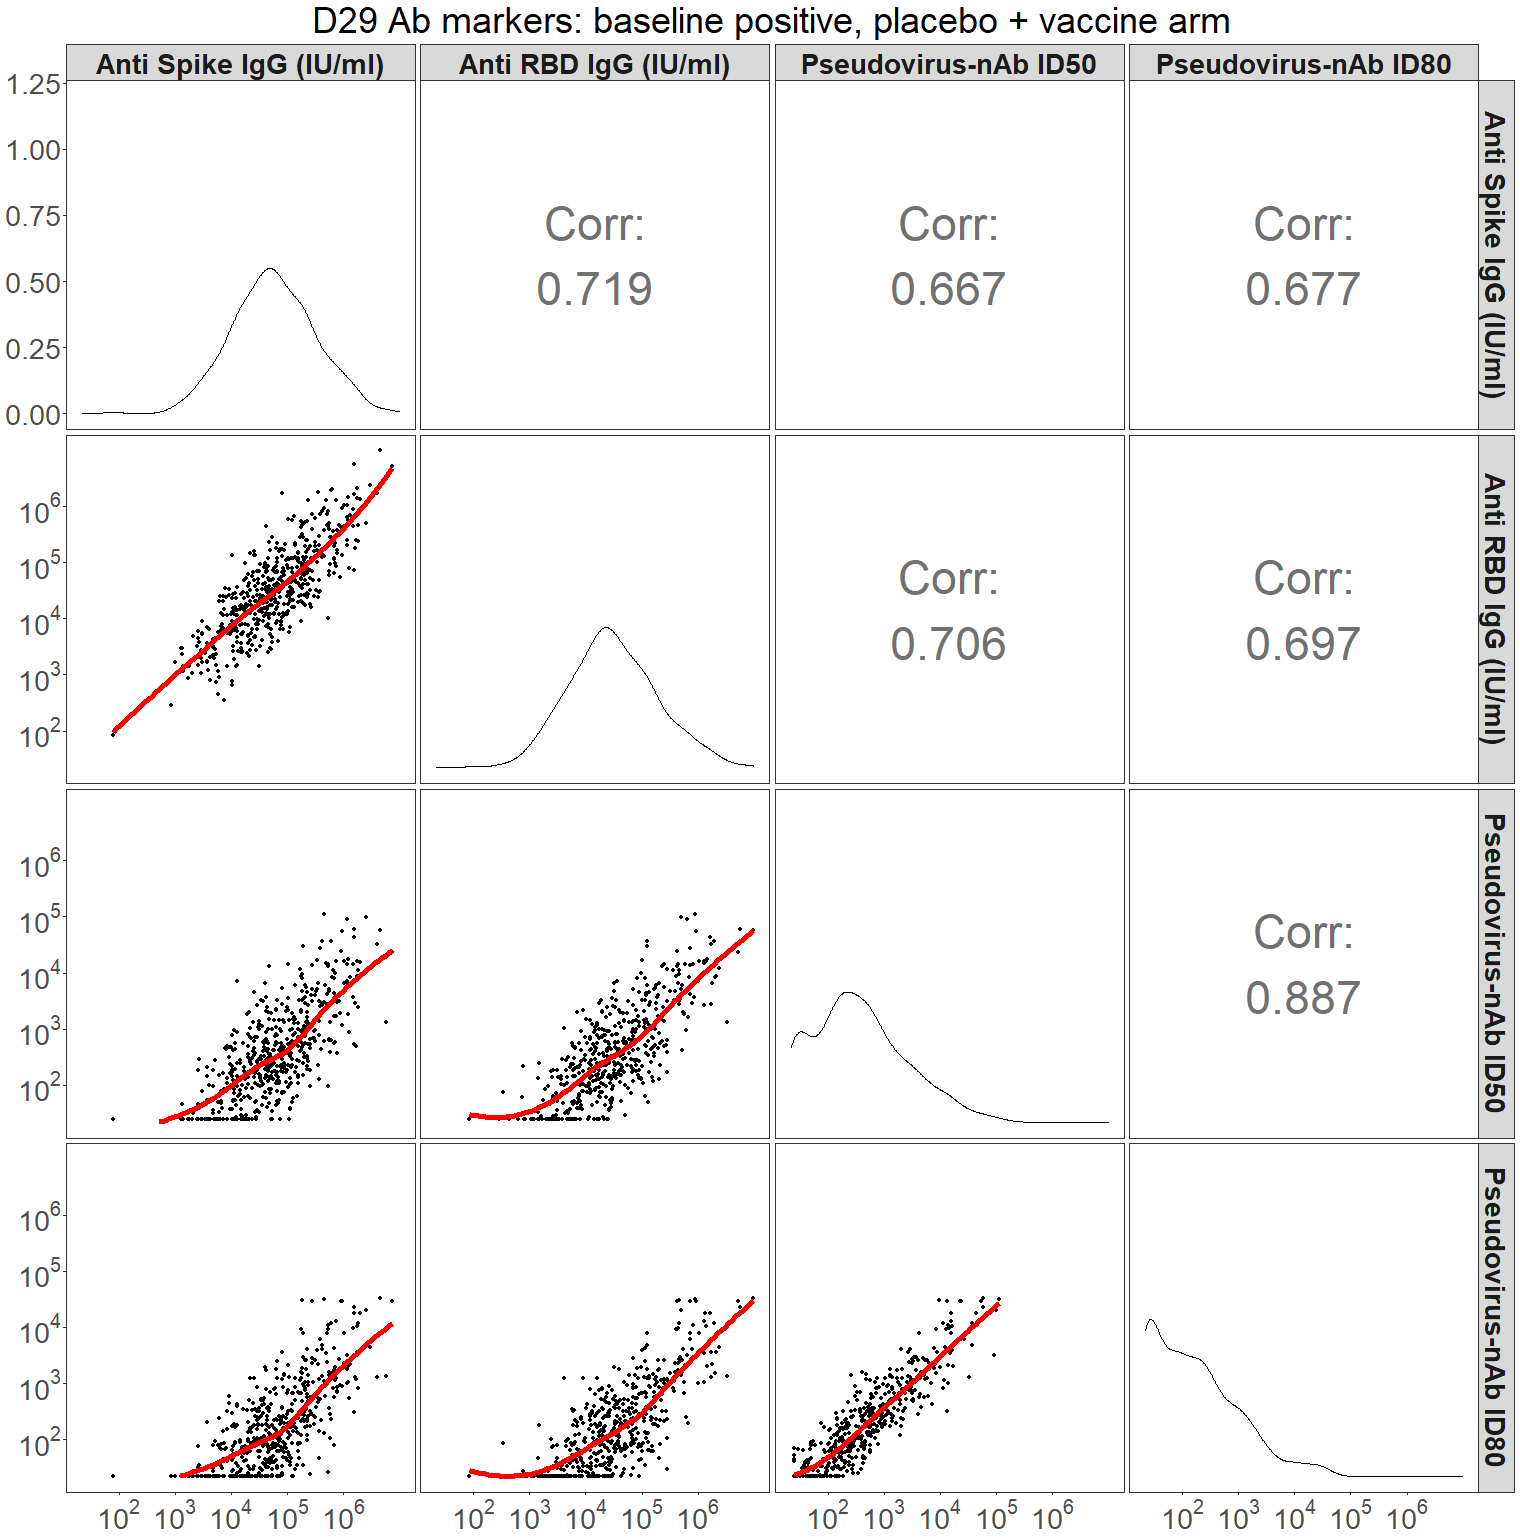 D29 Ab markers: baseline positive, placebo + vaccine arm
Anti Spike IgG (IU/ml)
Anti RBD IgG (IU/ml)
Pseudovirus-nAb ID50
Pseudovirus-nAb ID80
1.25
1.00
0.75
0.50
0.25
0.00
Corr:
0.719
Corr:
0.667
Corr:
0.677
Anti Spike IgG (IU/ml)
10^6
10^5
10^4
10^3
10^2
Corr:
0.706
Corr:
0.697
Anti RBD IgG (IU/ml)
10^6
10^5
10^4
10^3
10^2
Corr:
0.887
Pseudovirus-nAb ID50
10^6
10^5
10^4
10^3
10^2
Pseudovirus-nAb ID80
10^2 10^3 10^4 10^5 10^6
10^2 10^3 10^4 10^5 10^6
10^2 10^3 10^4 10^5 10^6
10^2 10^3 10^4 10^5 10^6